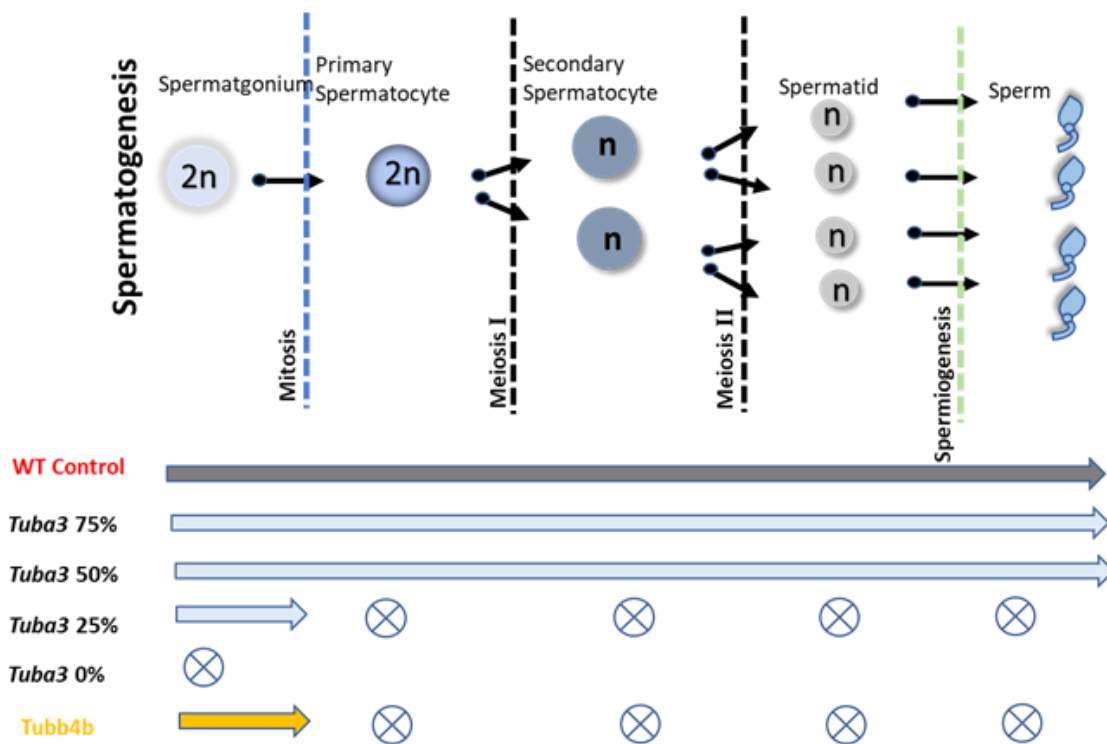 Spermatogenesis
Spermatgonium
Primary
Spermatocyte
Secondary
Spermatocyte
Spermatid
Sperm
2n
2n
n
n
n
n
n
n
Mitosis
Meiosis I
Meiosis II
Spermiogenesis
WT Control
Tuba3 75%
Tuba3 50%
Tuba3 25%
Tuba3 0%
Tubb4b